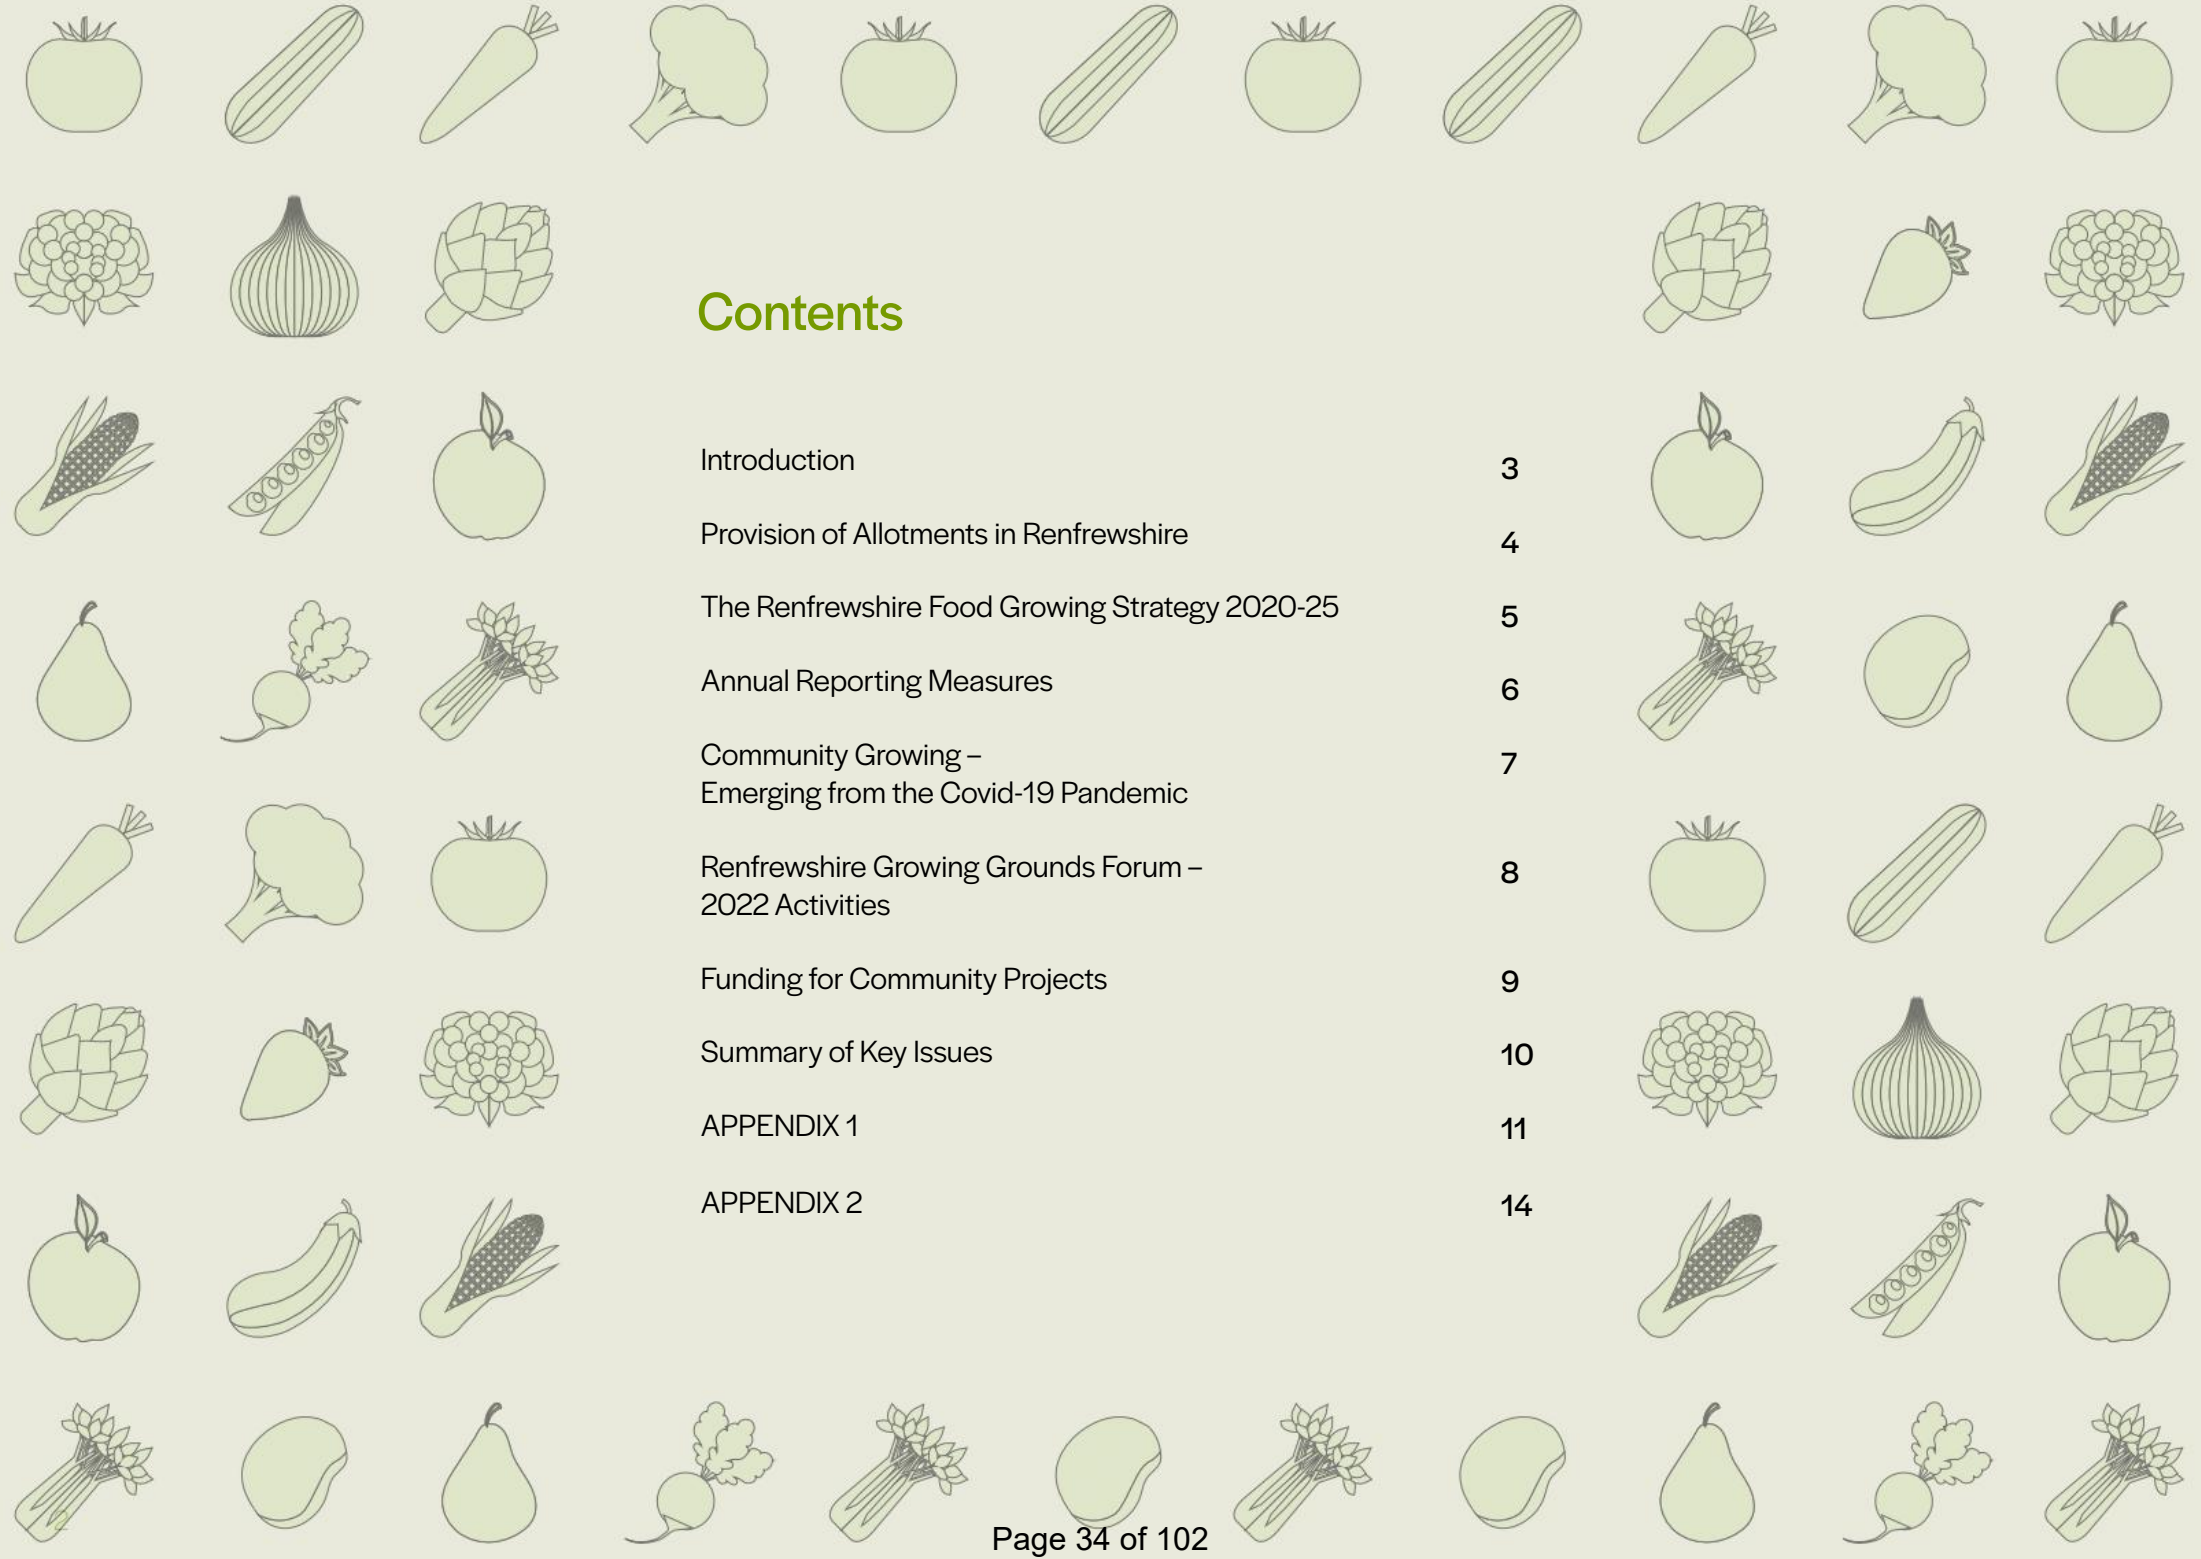 Contents
Introduction 3
Provision of Allotments in Renfrewshire 4
The Renfrewshire Food Growing Strategy 2020-25 5
Annual Reporting Measures 6
Community Growing – 7
Emerging from the Covid-19 Pandemic
Renfrewshire Growing Grounds Forum – 8
2022 Activities
Funding for Community Projects 9
Summary of Key Issues 10
APPENDIX 1 11
APPENDIX 2 14
2
Page 34 of 102